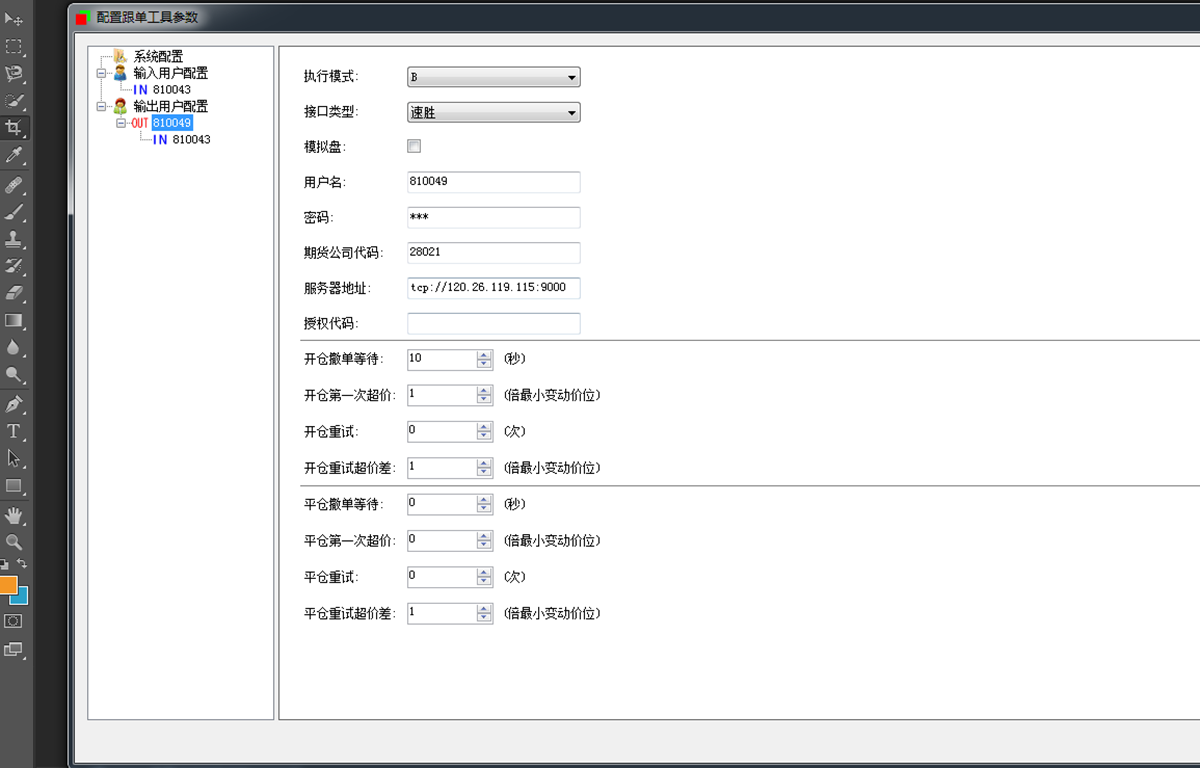 配置跟单工具参数
系统配置
输入用户配置
IN 810043
输出用户配置
OUT 810049
IN 810043
执行模式: B
接口类型: 速胜
模拟盘:
用户名: 810049
密码: ***
期货公司代码: 28021
服务器地址: tcp://120.26.119.115:9000
授权代码:
开仓撤单等待: 10 (秒)
开仓第一次超价: 1 (倍最小变动价位)
开仓重试: 0 (次)
开仓重试超价差: 1 (倍最小变动价位)
平仓撤单等待: 0 (秒)
平仓第一次超价: 0 (倍最小变动价位)
平仓重试: 0 (次)
平仓重试超价差: 1 (倍最小变动价位)